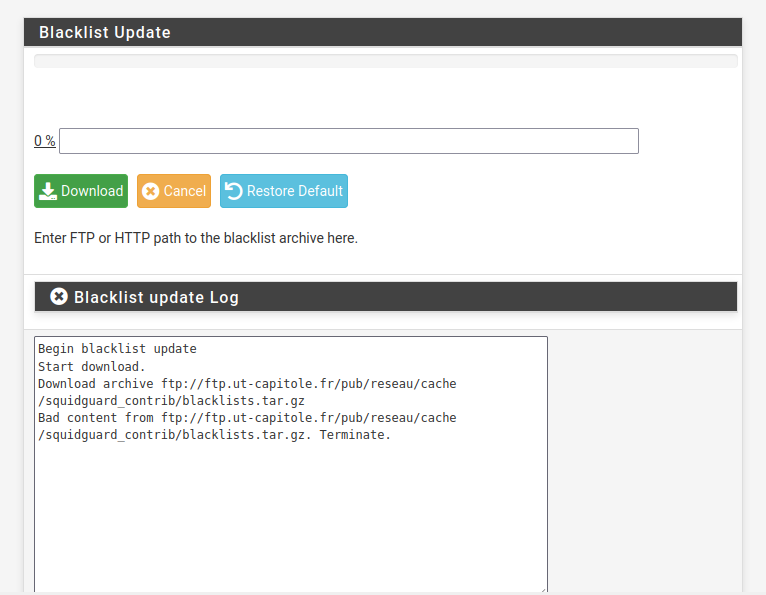 Blacklist Update
0 %
Download Cancel Restore Default
Enter FTP or HTTP path to the blacklist archive here.
Blacklist update Log
Begin blacklist update
Start download.
Download archive ftp://ftp.ut-capitole.fr/pub/reseau/cache
/squidguard_contrib/blacklists.tar.gz
Bad content from ftp://ftp.ut-capitole.fr/pub/reseau/cache
/squidguard_contrib/blacklists.tar.gz. Terminate.